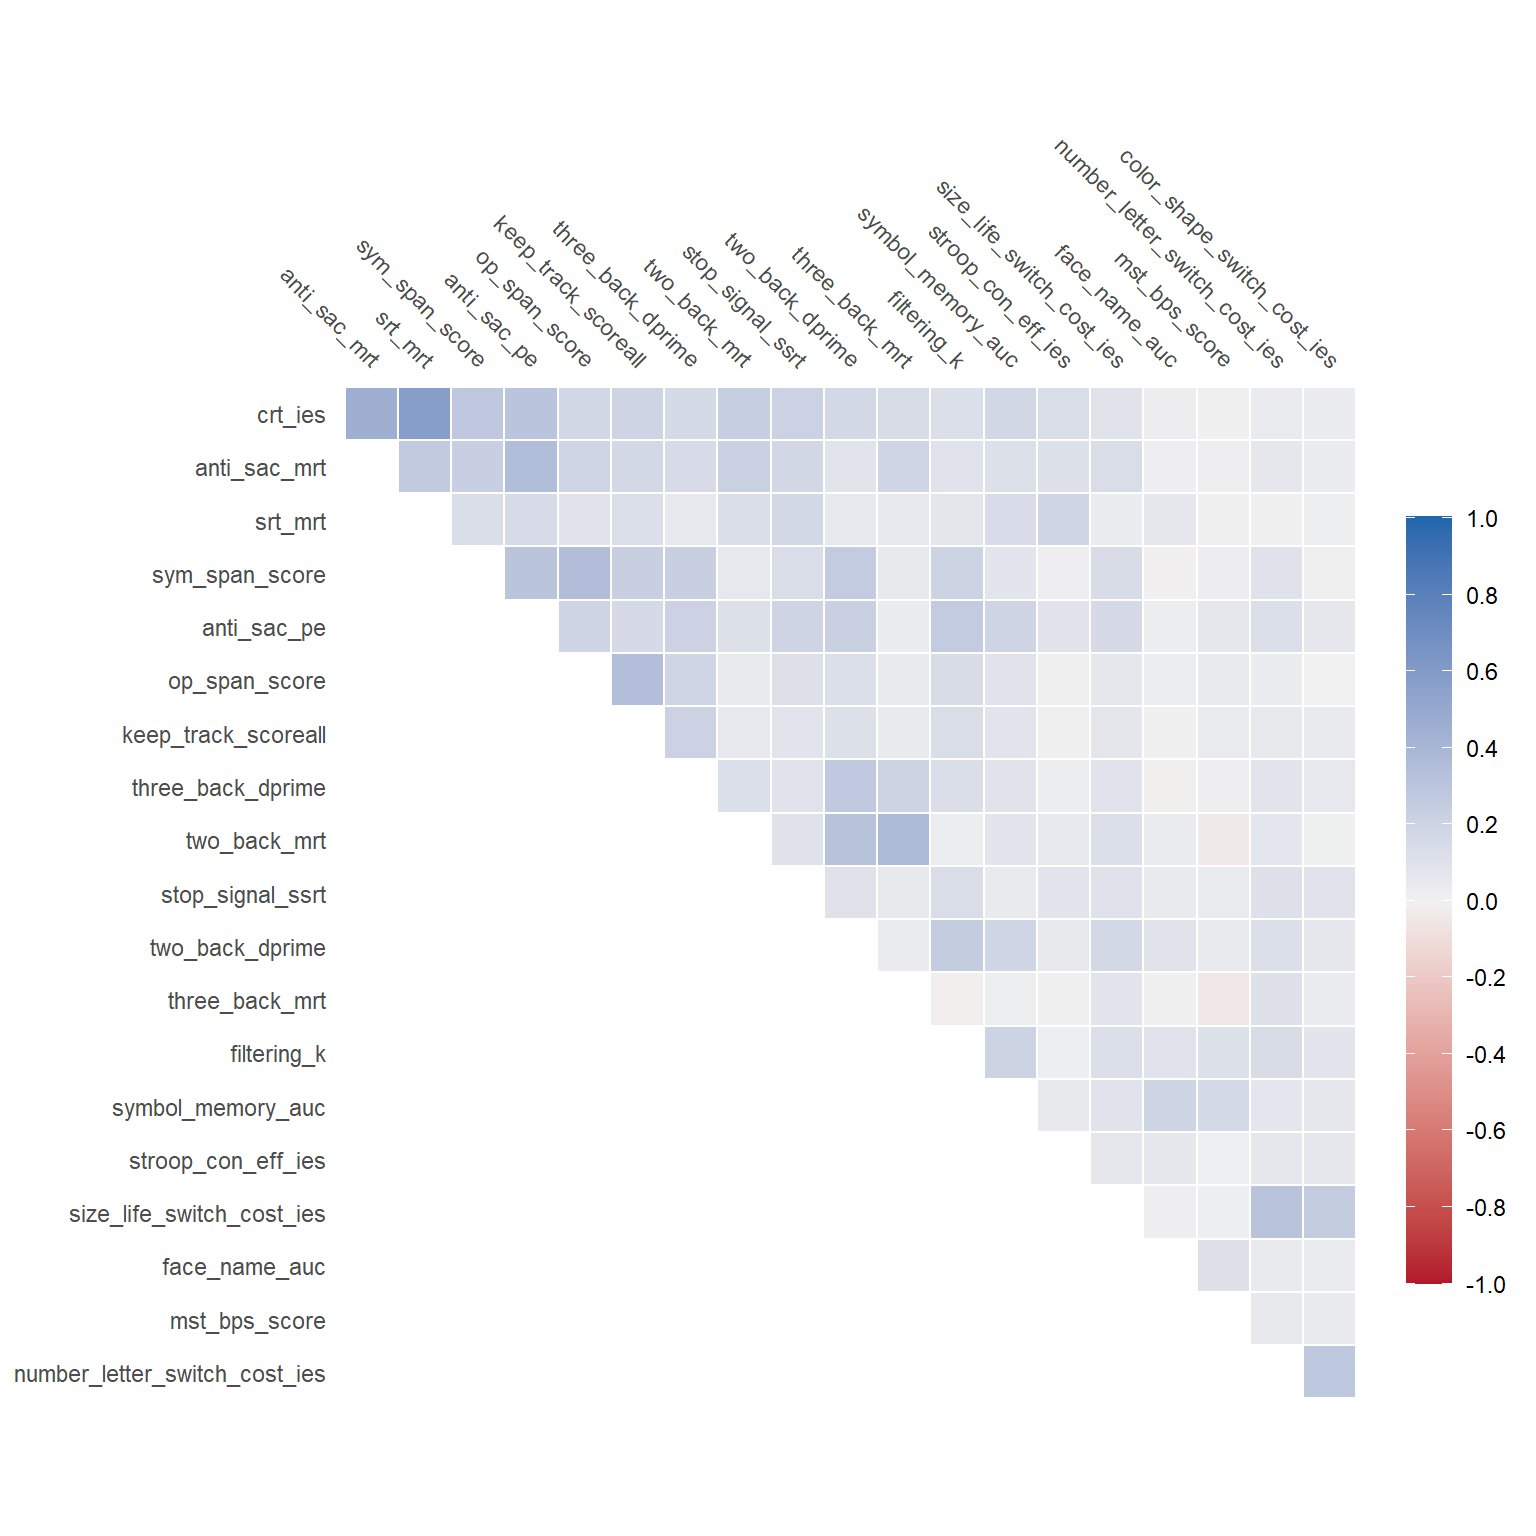 anti_sac_mrt
srt_mrt
sym_span_score
anti_sac_pe
op_span_score
keep_track_scoreall
three_back_dprime
two_back_mrt
stop_signal_ssrt
two_back_dprime
three_back_mrt
filtering_k
symbol_memory_auc
stroop_con_eff_ies
size_life_switch_cost_ies
face_name_auc
mst_bps_score
number_letter_switch_cost_ies
color_shape_switch_cost_ies
crt_ies
anti_sac_mrt
srt_mrt
sym_span_score
anti_sac_pe
op_span_score
keep_track_scoreall
three_back_dprime
two_back_mrt
stop_signal_ssrt
two_back_dprime
three_back_mrt
filtering_k
symbol_memory_auc
stroop_con_eff_ies
size_life_switch_cost_ies
face_name_auc
mst_bps_score
number_letter_switch_cost_ies
1.0
0.8
0.6
0.4
0.2
0.0
-0.2
-0.4
-0.6
-0.8
-1.0